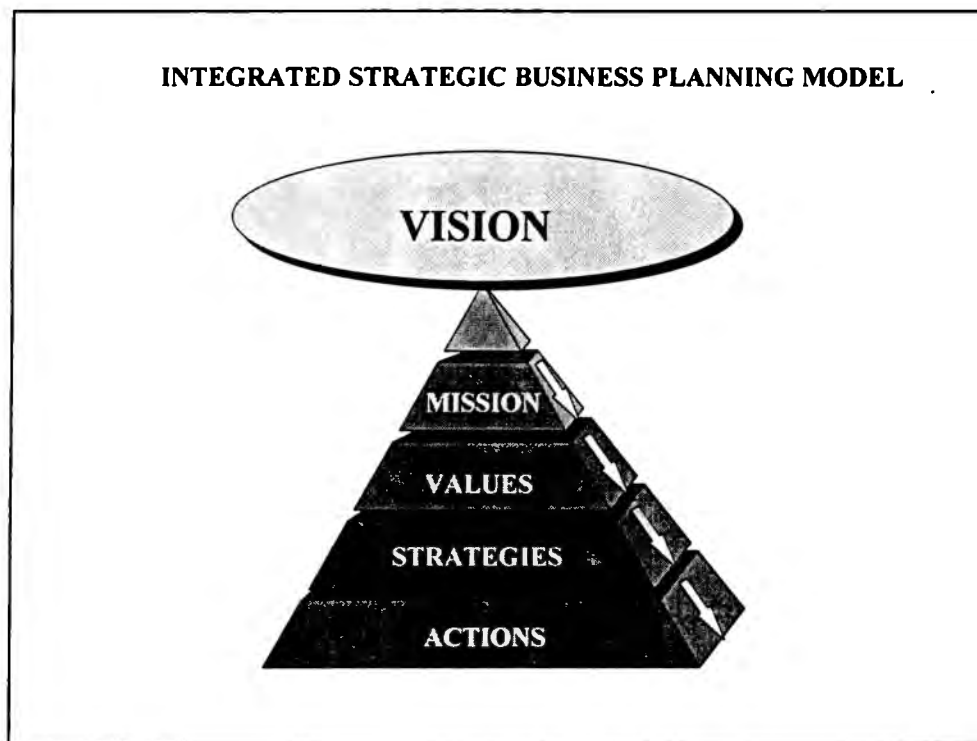 INTEGRATED STRATEGIC BUSINESS PLANNING MODEL
VISION
MISSION
VALUES
STRATEGIES
ACTIONS